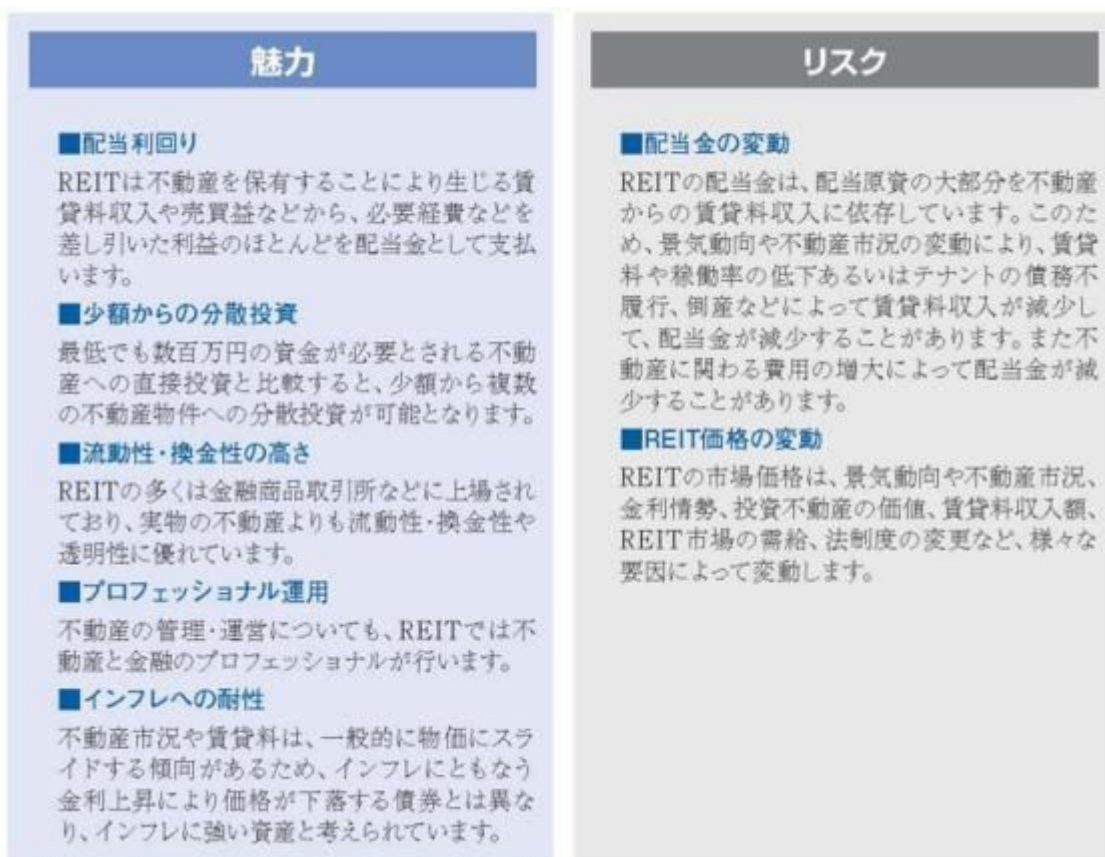 魅力
■配当利回り
REITは不動産を保有することにより生じる賃
貸料収入や売買益などから、必要経費などを
差し引いた利益のほとんどを配当金として支払
います。
■少額からの分散投資
最低でも数百万円の資金が必要とされる不動
産への直接投資と比較すると、少額から複数
の不動産物件への分散投資が可能となります。
■流動性・換金性の高さ
REITの多くは金融商品取引所などに上場され
ており、実物の不動産よりも流動性・換金性や
透明性に優れています。
■プロフェッショナル運用
不動産の管理・運営についても、REITでは不
動産と金融のプロフェッショナルが行います。
■インフレへの耐性
不動産市況や賃貸料は、一般的に物価にスラ
イドする傾向があるため、インフレにともなう
金利上昇により価格が下落する債券とは異な
り、インフレに強い資産と考えられています。
リスク
■配当金の変動
REITの配当金は、配当原資の大部分を不動産
からの賃貸料収入に依存しています。このた
め、景気動向や不動産市況の変動により、賃貸
料や稼働率の低下あるいはテナントの債務不
履行、倒産などによって賃貸料収入が減少し
て、配当金が減少することがあります。また不
動産に関わる費用の増大によって配当金が減
少することがあります。
■REIT価格の変動
REITの市場価格は、景気動向や不動産市況、
金利情勢、投資不動産の価値、賃貸料収入額、
REIT市場の需給、法制度の変更など、様々な
要因によって変動します。